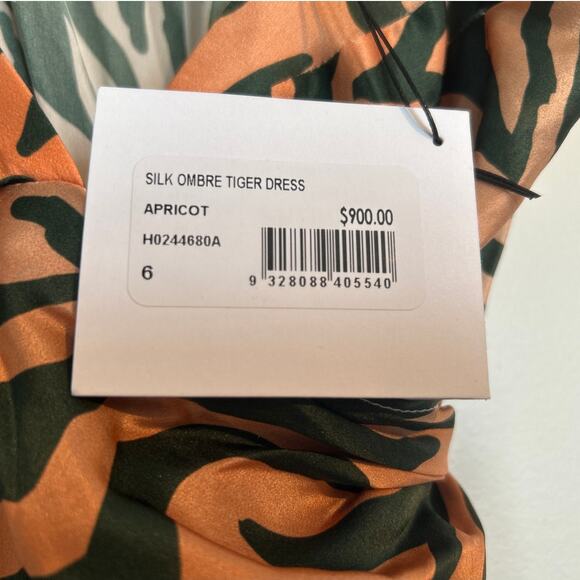 SILK OMBRE TIGER DRESS
APRICOT
$900.00
H0244680A
6
9 328088 405540